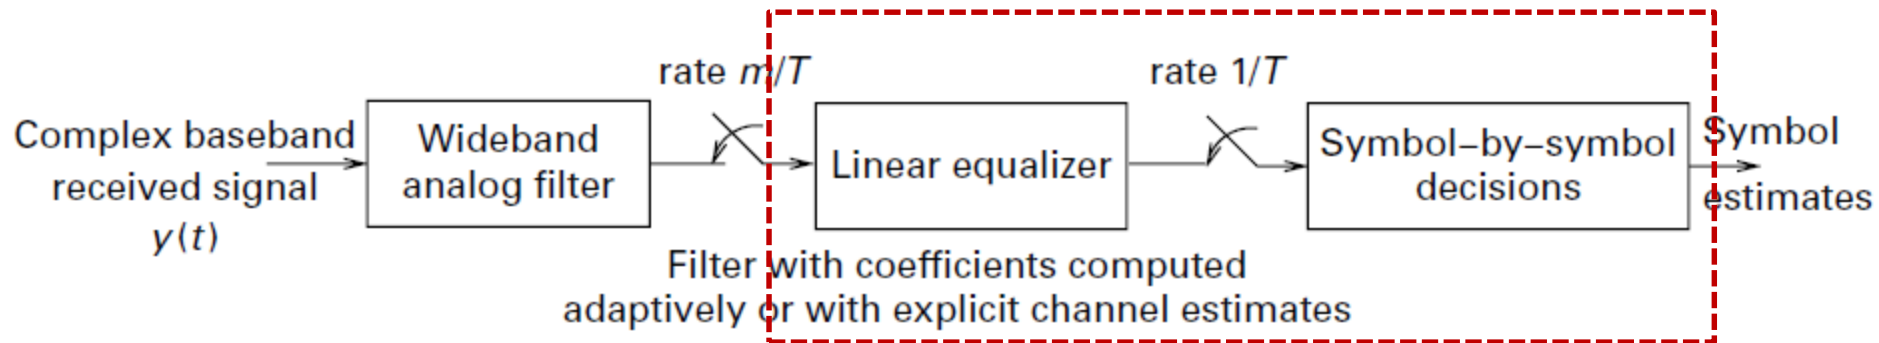 rate m/T
rate 1/T
Complex baseband
received signal
y(t)
Wideband
analog filter
Linear equalizer
Symbol–by–symbol
decisions
Symbol
estimates
Filter with coefficients computed
adaptively or with explicit channel estimates